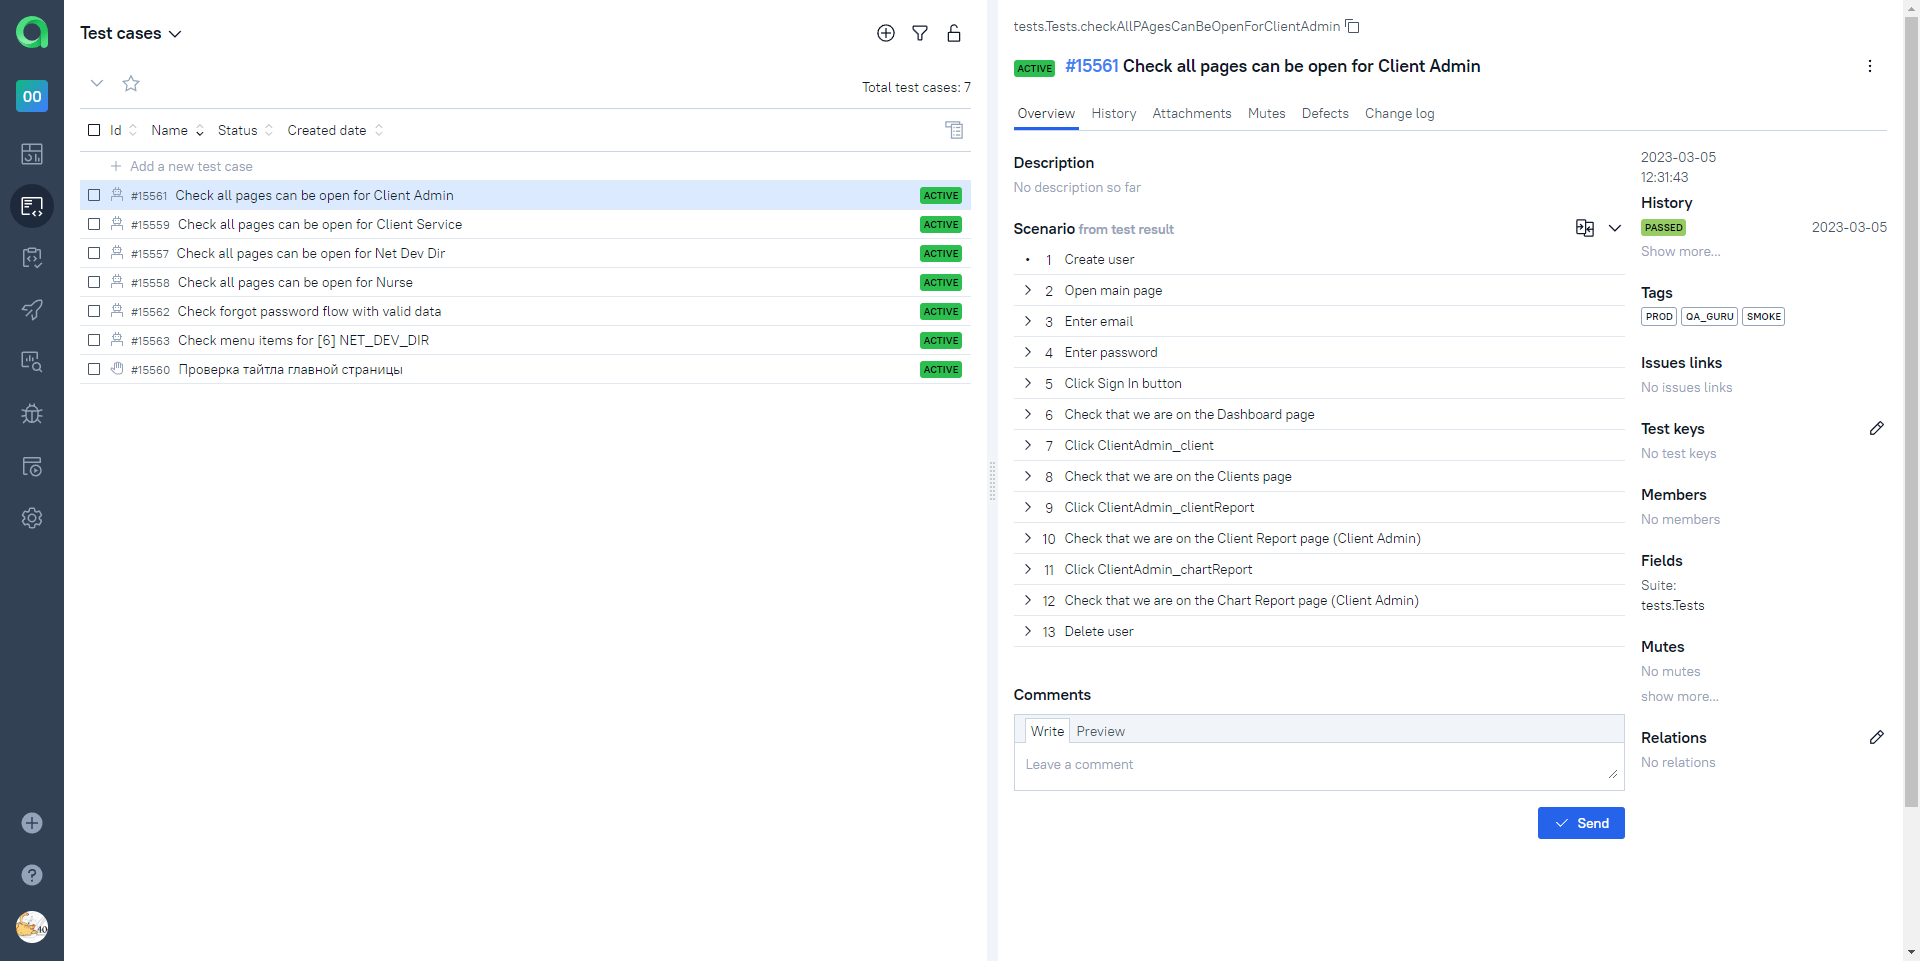 OO
Test cases
Total test cases: 7
Id Name Status Created date
Add a new test case
#15561 Check all pages can be open for Client Admin ACTIVE
#15559 Check all pages can be open for Client Service ACTIVE
#15557 Check all pages can be open for Net Dev Dir ACTIVE
#15558 Check all pages can be open for Nurse ACTIVE
#15562 Check forgot password flow with valid data ACTIVE
#15563 Check menu items for [6] NET_DEV_DIR ACTIVE
#15560 Проверка тайтла главной страницы ACTIVE
tests.Tests.checkAllPAgesCanBeOpenForClientAdmin
ACTIVE #15561 Check all pages can be open for Client Admin
Overview History Attachments Mutes Defects Change log
Description
No description so far
Scenario from test result
1 Create user
2 Open main page
3 Enter email
4 Enter password
5 Click Sign In button
6 Check that we are on the Dashboard page
7 Click ClientAdmin_client
8 Check that we are on the Clients page
9 Click ClientAdmin_clientReport
10 Check that we are on the Client Report page (Client Admin)
11 Click ClientAdmin_chartReport
12 Check that we are on the Chart Report page (Client Admin)
13 Delete user
Comments
Write Preview
Leave a comment
Send
2023-03-05
12:31:43
History
PASSED 2023-03-05
Show more...
Tags
PROD QA_GURU SMOKE
Issues links
No issues links
Test keys
No test keys
Members
No members
Fields
Suite:
tests.Tests
Mutes
No mutes
show more...
Relations
No relations